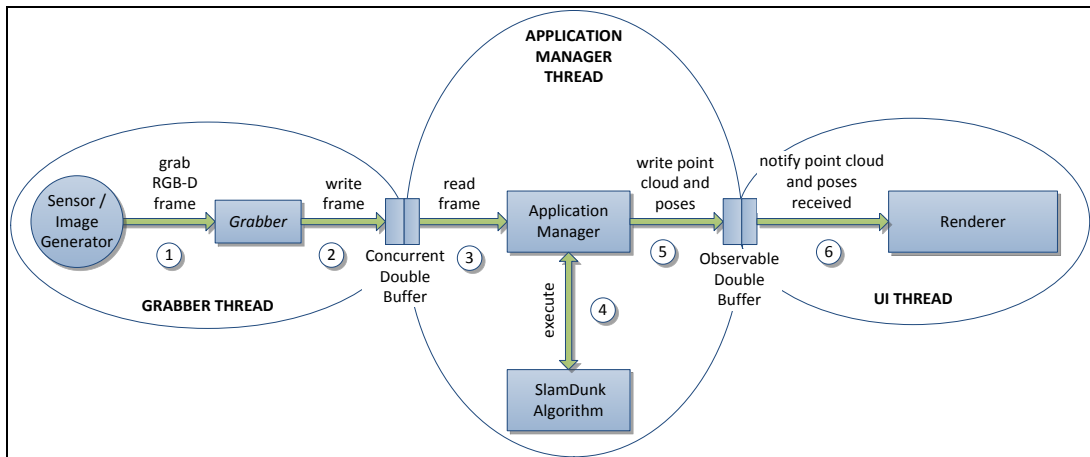 APPLICATION
MANAGER
THREAD
grab
RGB-D
frame
write
frame
read
frame
write point
cloud and
poses
notify point cloud
and poses
received
Sensor /
Image
Generator
Grabber
Application
Manager
Renderer
1
2
3
5
6
Concurrent
Double
Buffer
Observable
Double
Buffer
GRABBER THREAD
UI THREAD
execute
4
SlamDunk
Algorithm